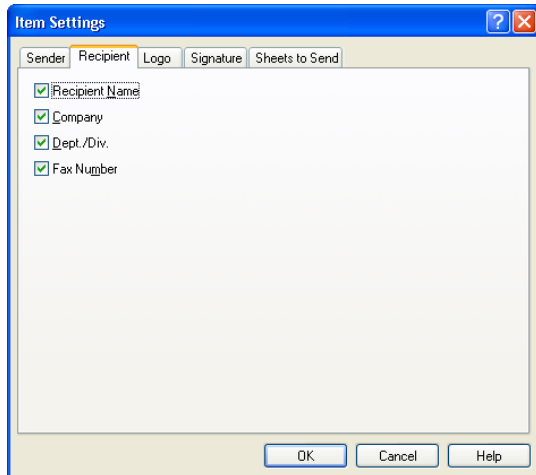 Item Settings
Sender Recipient Logo Signature Sheets to Send
Recipient Name
Company
Dept./Div.
Fax Number
OK Cancel Help